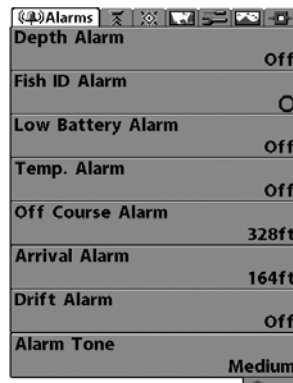 Alarms
Depth Alarm
Off
Fish ID Alarm
O
Low Battery Alarm
Off
Temp. Alarm
Off
Off Course Alarm
328ft
Arrival Alarm
164ft
Drift Alarm
Off
Alarm Tone
Medium